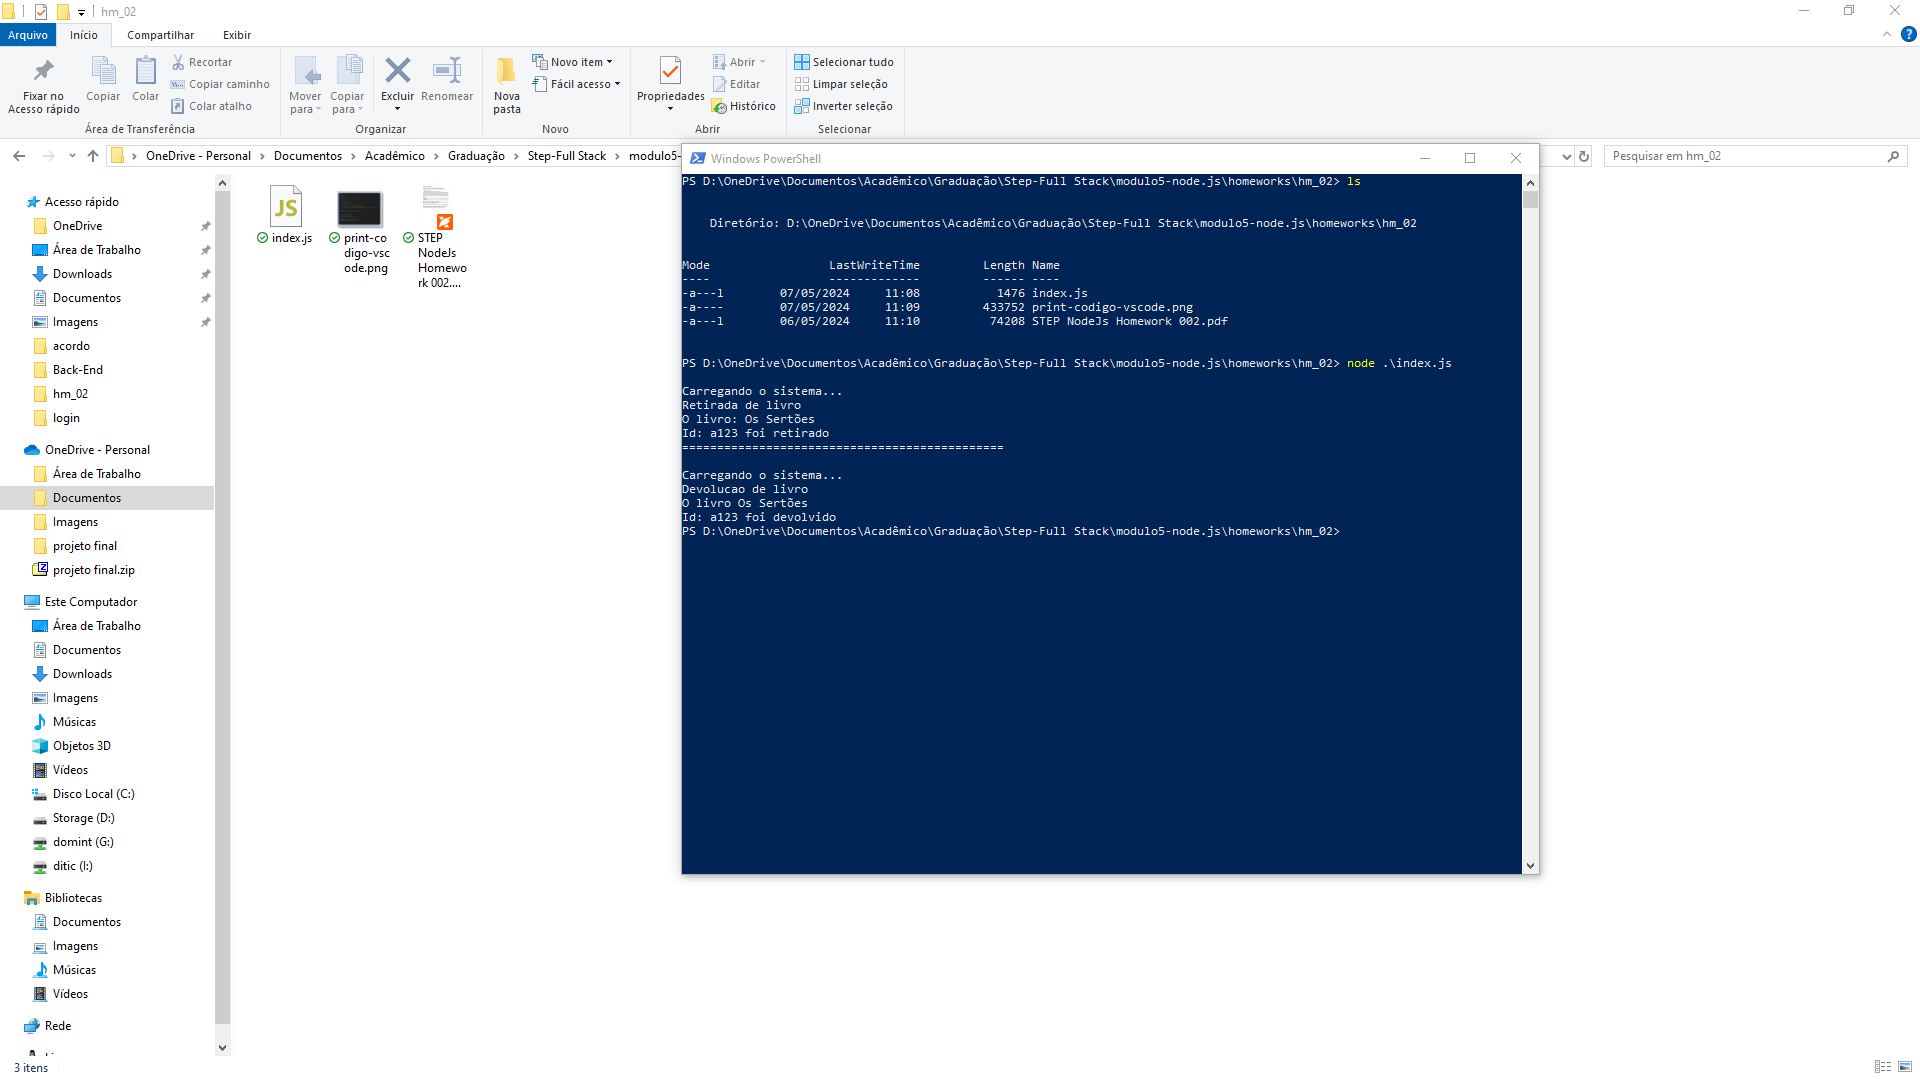 hm_02
Arquivo
Início
Compartilhar
Exibir
Fixar no
Acesso rápido
Copiar
Colar
Recortar
Copiar caminho
Colar atalho
Área de Transferência
Mover
para
Copiar
para
Excluir
Renomear
Organizar
Nova
pasta
Novo item
Fácil acesso
Novo
Propriedades
Abrir
Editar
Histórico
Abrir
Selecionar tudo
Limpar seleção
Inverter seleção
Selecionar
OneDrive - Personal > Documentos > Acadêmico > Graduação > Step-Full Stack > modulo5-
Pesquisar em hm_02
Acesso rápido
OneDrive
Área de Trabalho
Downloads
Documentos
Imagens
acordo
Back-End
hm_02
login
OneDrive - Personal
Área de Trabalho
Documentos
Imagens
projeto final
projeto final.zip
Este Computador
Área de Trabalho
Documentos
Downloads
Imagens
Músicas
Objetos 3D
Vídeos
Disco Local (C:)
Storage (D:)
domint (G:)
ditic (I:)
Bibliotecas
Documentos
Imagens
Músicas
Vídeos
Rede
3 itens
JS
index.js
print-co
digo-vsc
ode.png
STEP
NodeJs
Homewo
rk 002....
Windows PowerShell
PS D:\OneDrive\Documentos\Acadêmico\Graduação\Step-Full Stack\modulo5-node.js\homeworks\hm_02> ls
Diretório: D:\OneDrive\Documentos\Acadêmico\Graduação\Step-Full Stack\modulo5-node.js\homeworks\hm_02
Mode LastWriteTime Length Name
---- ------------- ------ ----
-a---l 07/05/2024 11:08 1476 index.js
-a---- 07/05/2024 11:09 433752 print-codigo-vscode.png
-a---l 06/05/2024 11:10 74208 STEP NodeJs Homework 002.pdf
PS D:\OneDrive\Documentos\Acadêmico\Graduação\Step-Full Stack\modulo5-node.js\homeworks\hm_02> node .\index.js
Carregando o sistema...
Retirada de livro
O livro: Os Sertões
Id: a123 foi retirado
==============================================
Carregando o sistema...
Devolucao de livro
O livro Os Sertões
Id: a123 foi devolvido
PS D:\OneDrive\Documentos\Acadêmico\Graduação\Step-Full Stack\modulo5-node.js\homeworks\hm_02>